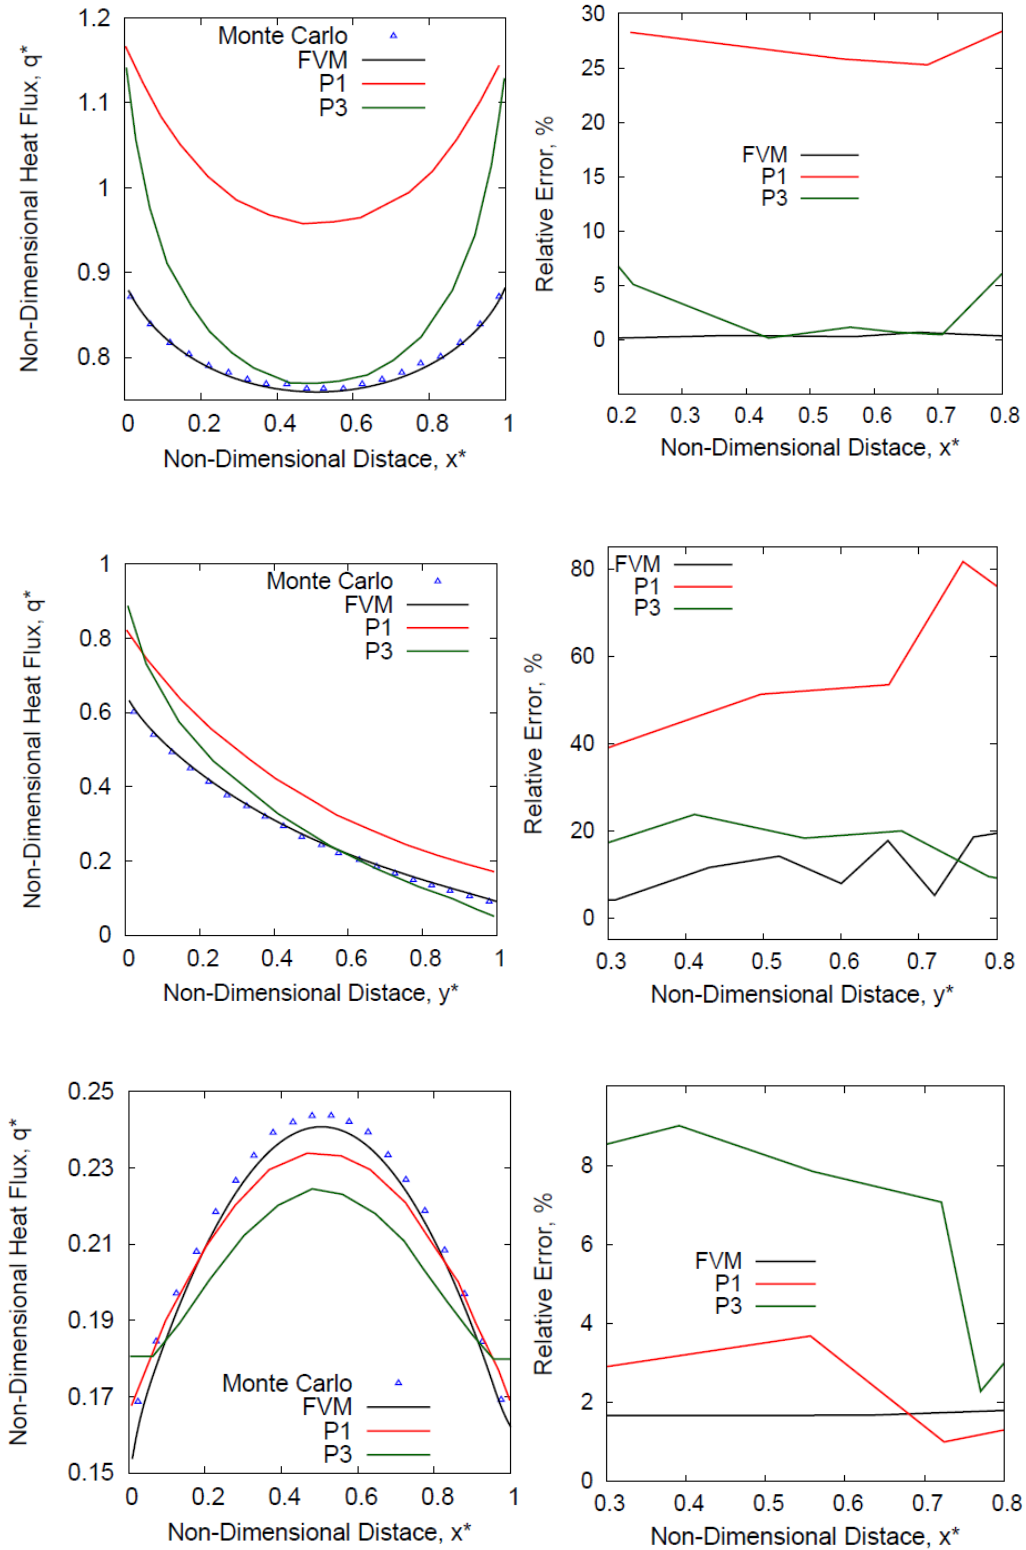 Non-Dimensional Heat Flux, q*
1.2
1.1
1
0.9
0.8
Monte Carlo
FVM
P1
P3
0 0.2 0.4 0.6 0.8 1
Non-Dimensional Distace, x*
Relative Error, %
30
25
20
15
10
5
0
FVM
P1
P3
0.2 0.3 0.4 0.5 0.6 0.7 0.8
Non-Dimensional Distace, x*
Non-Dimensional Heat Flux, q*
1
0.8
0.6
0.4
0.2
0
Monte Carlo
FVM
P1
P3
0 0.2 0.4 0.6 0.8 1
Non-Dimensional Distace, y*
Relative Error, %
80
60
40
20
0
FVM
P1
P3
0.3 0.4 0.5 0.6 0.7 0.8
Non-Dimensional Distace, y*
Non-Dimensional Heat Flux, q*
0.25
0.23
0.21
0.19
0.17
0.15
Monte Carlo
FVM
P1
P3
0 0.2 0.4 0.6 0.8 1
Non-Dimensional Distace, x*
Relative Error, %
8
6
4
2
0
FVM
P1
P3
0.3 0.4 0.5 0.6 0.7 0.8
Non-Dimensional Distace, x*